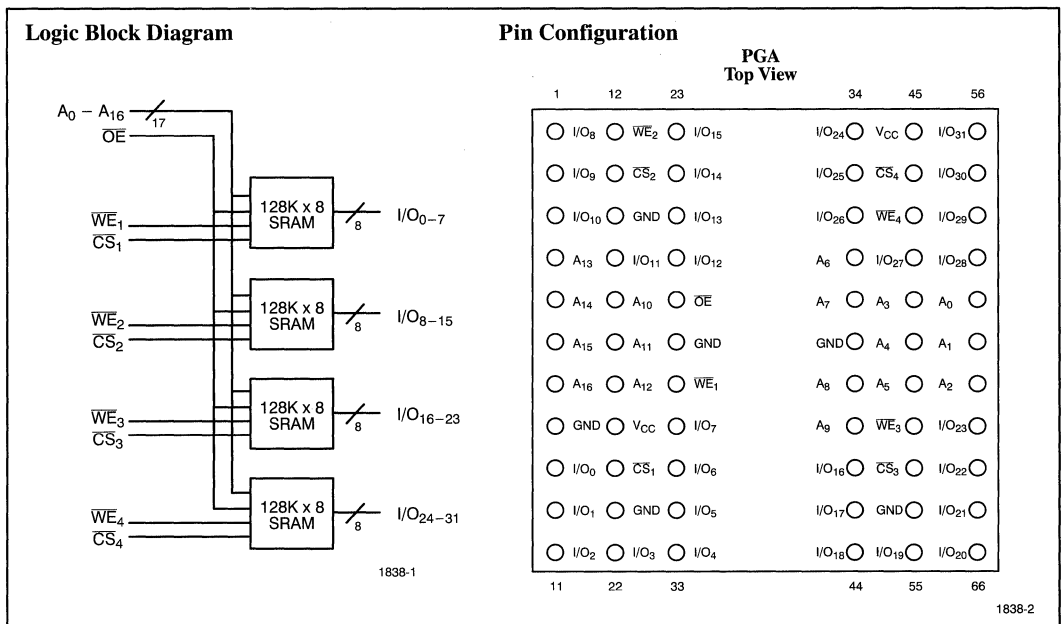 Logic Block Diagram
A0 – A16
17
OE
WE1
CS1
128K x 8
SRAM
8
I/O0–7
WE2
CS2
128K x 8
SRAM
8
I/O8–15
WE3
CS3
128K x 8
SRAM
8
I/O16–23
WE4
CS4
128K x 8
SRAM
8
I/O24–31
1838-1
Pin Configuration
PGA
Top View
1 12 23 34 45 56
I/O8 WE2 I/O15 I/O24 VCC I/O31
I/O9 CS2 I/O14 I/O25 CS4 I/O30
I/O10 GND I/O13 I/O26 WE4 I/O29
A13 I/O11 I/O12 A6 I/O27 I/O28
A14 A10 OE A7 A3 A0
A15 A11 GND GND A4 A1
A16 A12 WE1 A8 A5 A2
GND VCC I/O7 A9 WE3 I/O23
I/O0 CS1 I/O6 I/O16 CS3 I/O22
I/O1 GND I/O5 I/O17 GND I/O21
I/O2 I/O3 I/O4 I/O18 I/O19 I/O20
11 22 33 44 55 66
1838-2